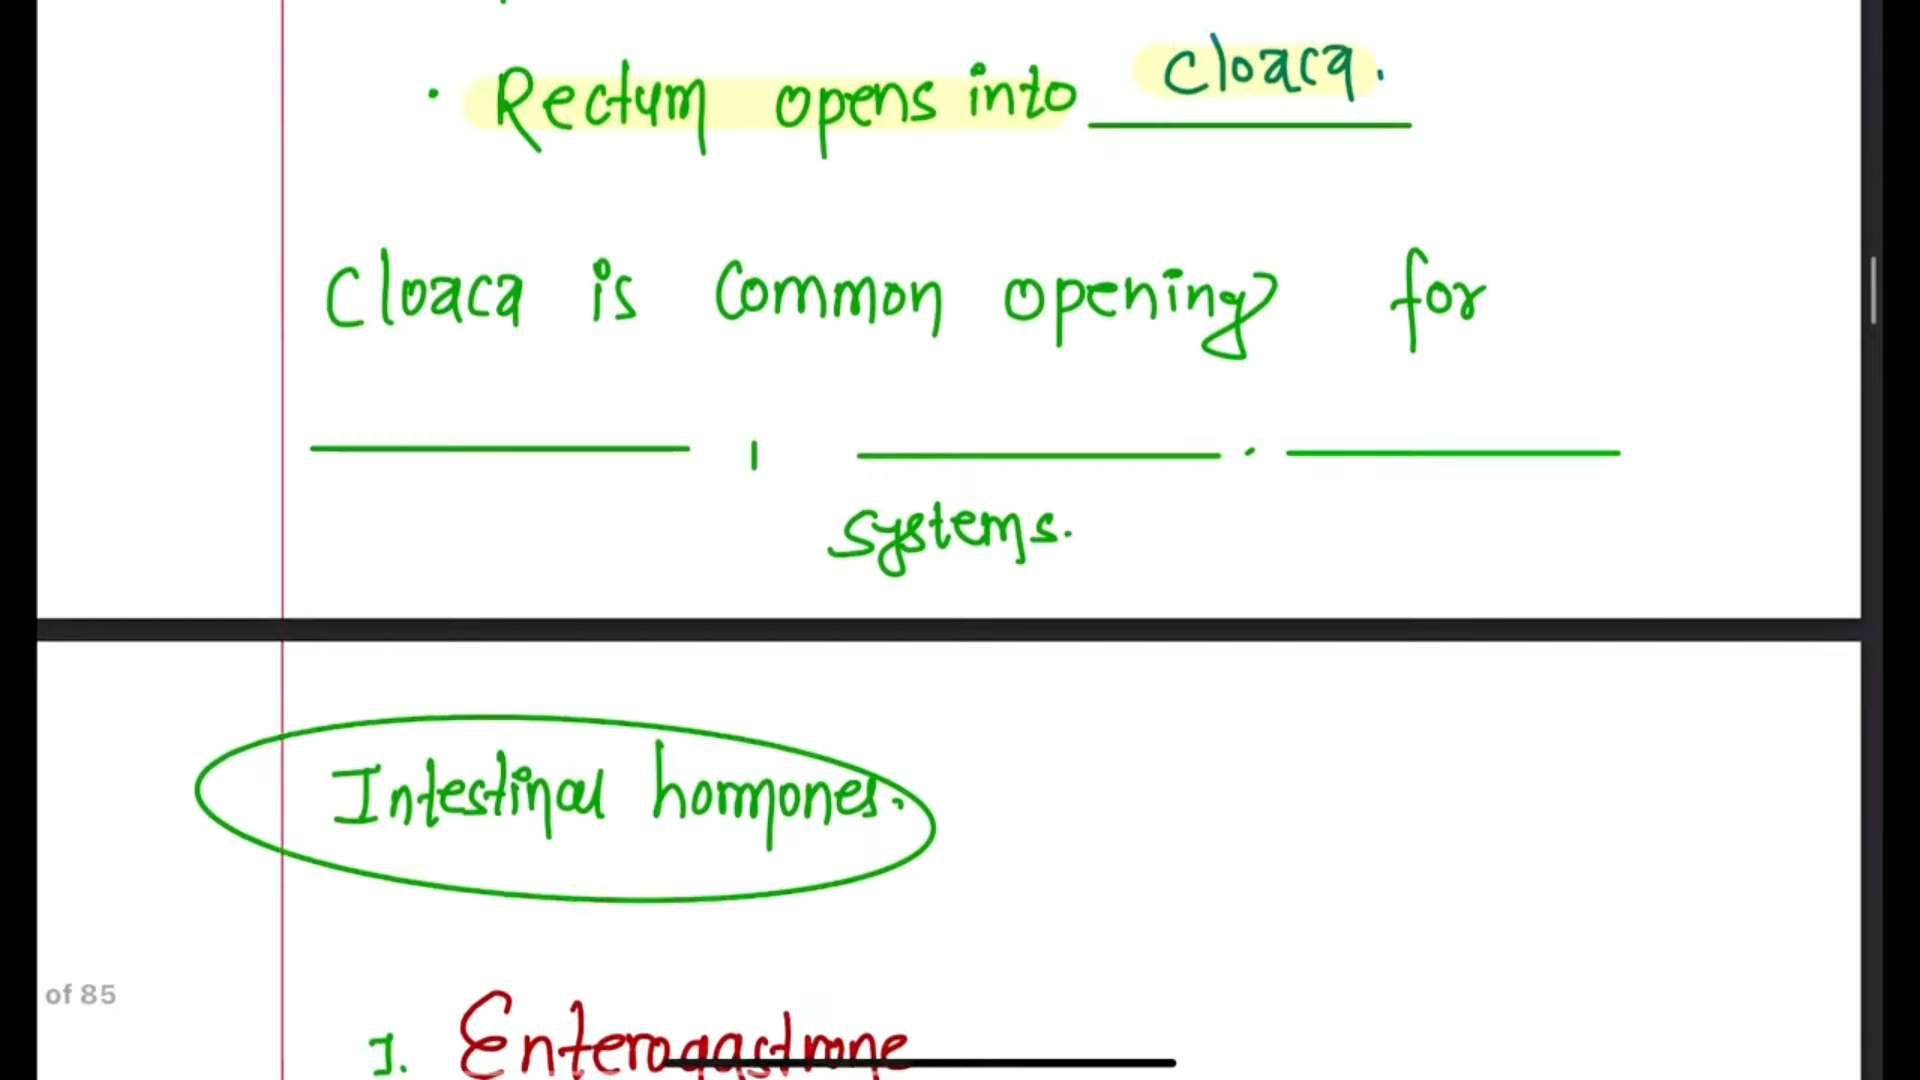 · Rectum opens into cloaca.
Cloaca is common opening for
, .
systems.
Intestinal hormones.
of 85
1. Enterogastrone